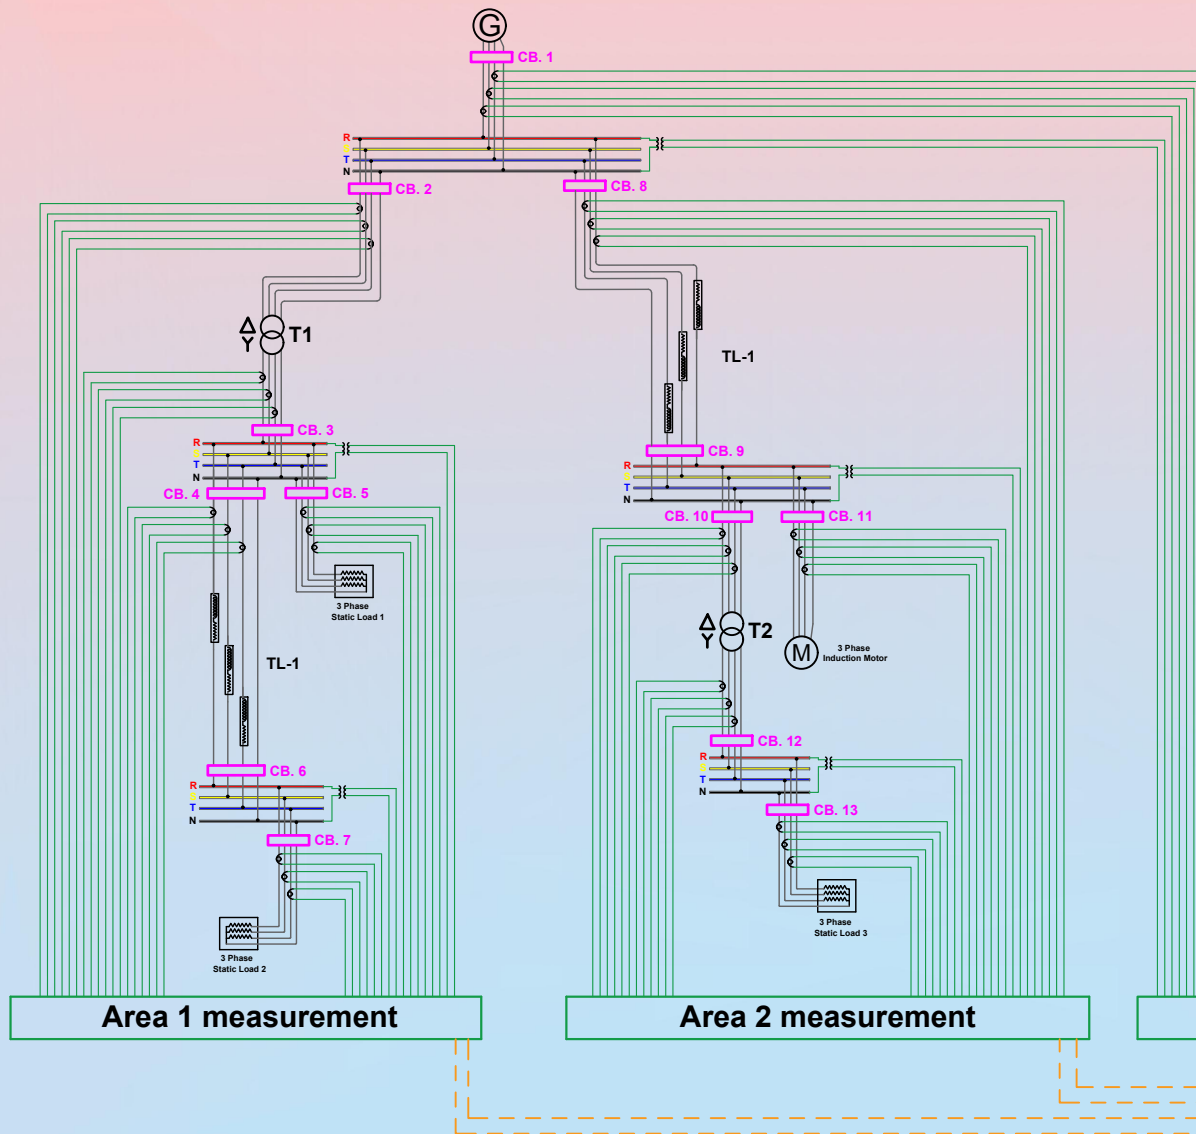 G
CB. 1
R
T
N
CB. 2
CB. 8
Δ
Y
T1
TL-1
CB. 3
R
T
N
CB. 4
CB. 5
CB. 9
R
T
N
CB. 10
CB. 11
3 Phase
Static Load 1
Δ
Y
T2
M
3 Phase
Induction Motor
TL-1
CB. 12
R
T
N
CB. 6
R
T
N
CB. 13
CB. 7
3 Phase
Static Load 3
3 Phase
Static Load 2
Area 1 measurement
Area 2 measurement